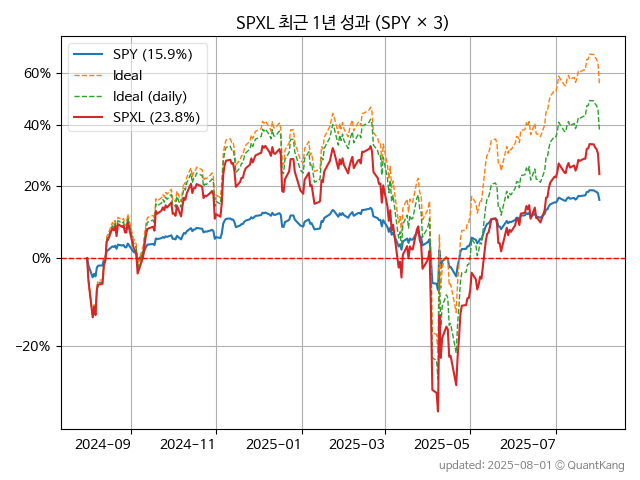 SPXL 최근 1년 성과 (SPY × 3)
SPY (15.9%)
Ideal
Ideal (daily)
SPXL (23.8%)
60%
40%
20%
0%
−20%
2024−09
2024−11
2025−01
2025−03
2025−05
2025−07
updated: 2025-08-01 © QuantKang